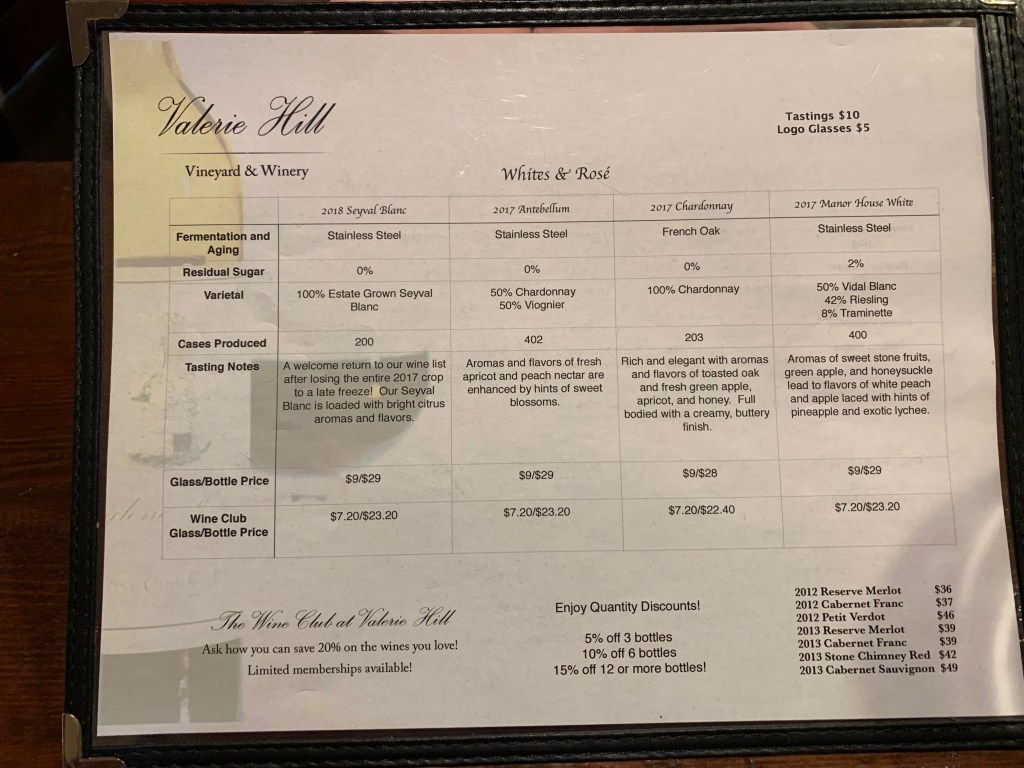 Valerie Hill
Vineyard & Winery
Tastings $10
Logo Glasses $5
Whites & Rosé
2018 Seyval Blanc 2017 Antebellum 2017 Chardonnay 2017 Manor House White
Fermentation and Aging Stainless Steel Stainless Steel French Oak Stainless Steel
Residual Sugar 0% 0% 0% 2%
Varietal
100% Estate Grown Seyval
Blanc
50% Chardonnay
50% Viognier
100% Chardonnay
50% Vidal Blanc
42% Riesling
8% Traminette
Cases Produced 200 402 203 400
Tasting Notes
A welcome return to our wine list
after losing the entire 2017 crop
to a late freeze! Our Seyval
Blanc is loaded with bright citrus
aromas and flavors.
Aromas and flavors of fresh
apricot and peach nectar are
enhanced by hints of sweet
blossoms.
Rich and elegant with aromas
and flavors of toasted oak
and fresh green apple,
apricot, and honey. Full
bodied with a creamy, buttery
finish.
Aromas of sweet stone fruits,
green apple, and honeysuckle
lead to flavors of white peach
and apple laced with hints of
pineapple and exotic lychee.
Glass/Bottle Price $9/$29 $9/$29 $9/$28 $9/$29
Wine Club
Glass/Bottle Price
$7.20/$23.20 $7.20/$23.20 $7.20/$22.40 $7.20/$23.20
The Wine Club at Valerie Hill
Ask how you can save 20% on the wines you love!
Limited memberships available!
Enjoy Quantity Discounts!
5% off 3 bottles
10% off 6 bottles
15% off 12 or more bottles!
2012 Reserve Merlot $36
2012 Cabernet Franc $37
2012 Petit Verdot $46
2013 Reserve Merlot $39
2013 Cabernet Franc $39
2013 Stone Chimney Red $42
2013 Cabernet Sauvignon $49